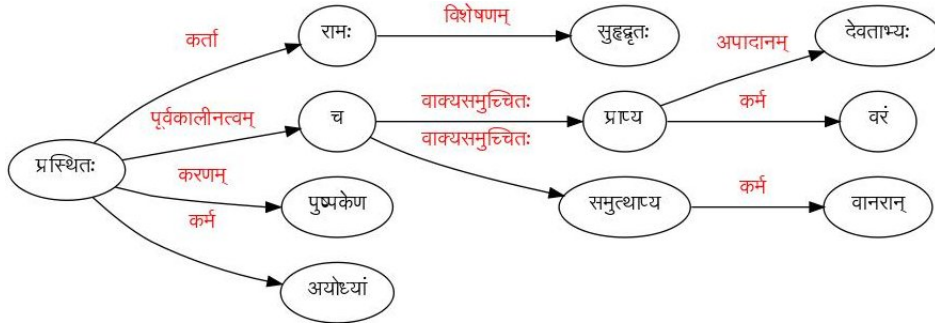 कर्ता
रामः
विशेषणम्
सुहृद्वृतः
अपादानम्
देवताभ्यः
पूर्वकालीनत्वम्
च
वाक्यसमुच्चितः
वाक्यसमुच्चितः
प्राप्य
कर्म
वरं
प्रस्थितः
करणम्
पुष्पकेण
समुत्थाप्य
कर्म
वानरान्
कर्म
अयोध्यां